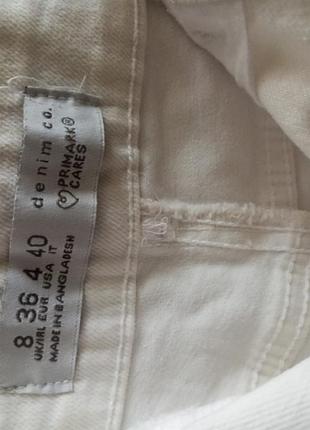 denim co.
PRIMARK®
CARES
8 36 4 40
UK/IRL EUR USA IT
MADE IN BANGLADESH